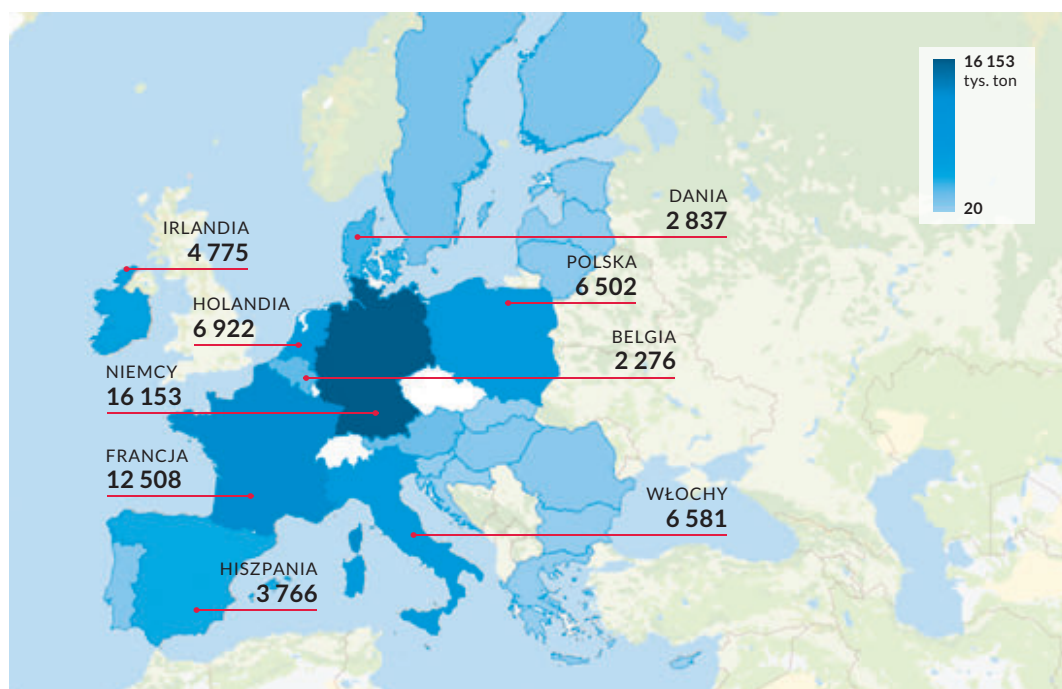 16 153
tys. ton
20
DANIA
2 837
IRLANDIA
4 775
POLSKA
6 502
HOLANDIA
6 922
BELGIA
2 276
NIEMCY
16 153
FRANCJA
12 508
WŁOCHY
6 581
HISZPANIA
3 766